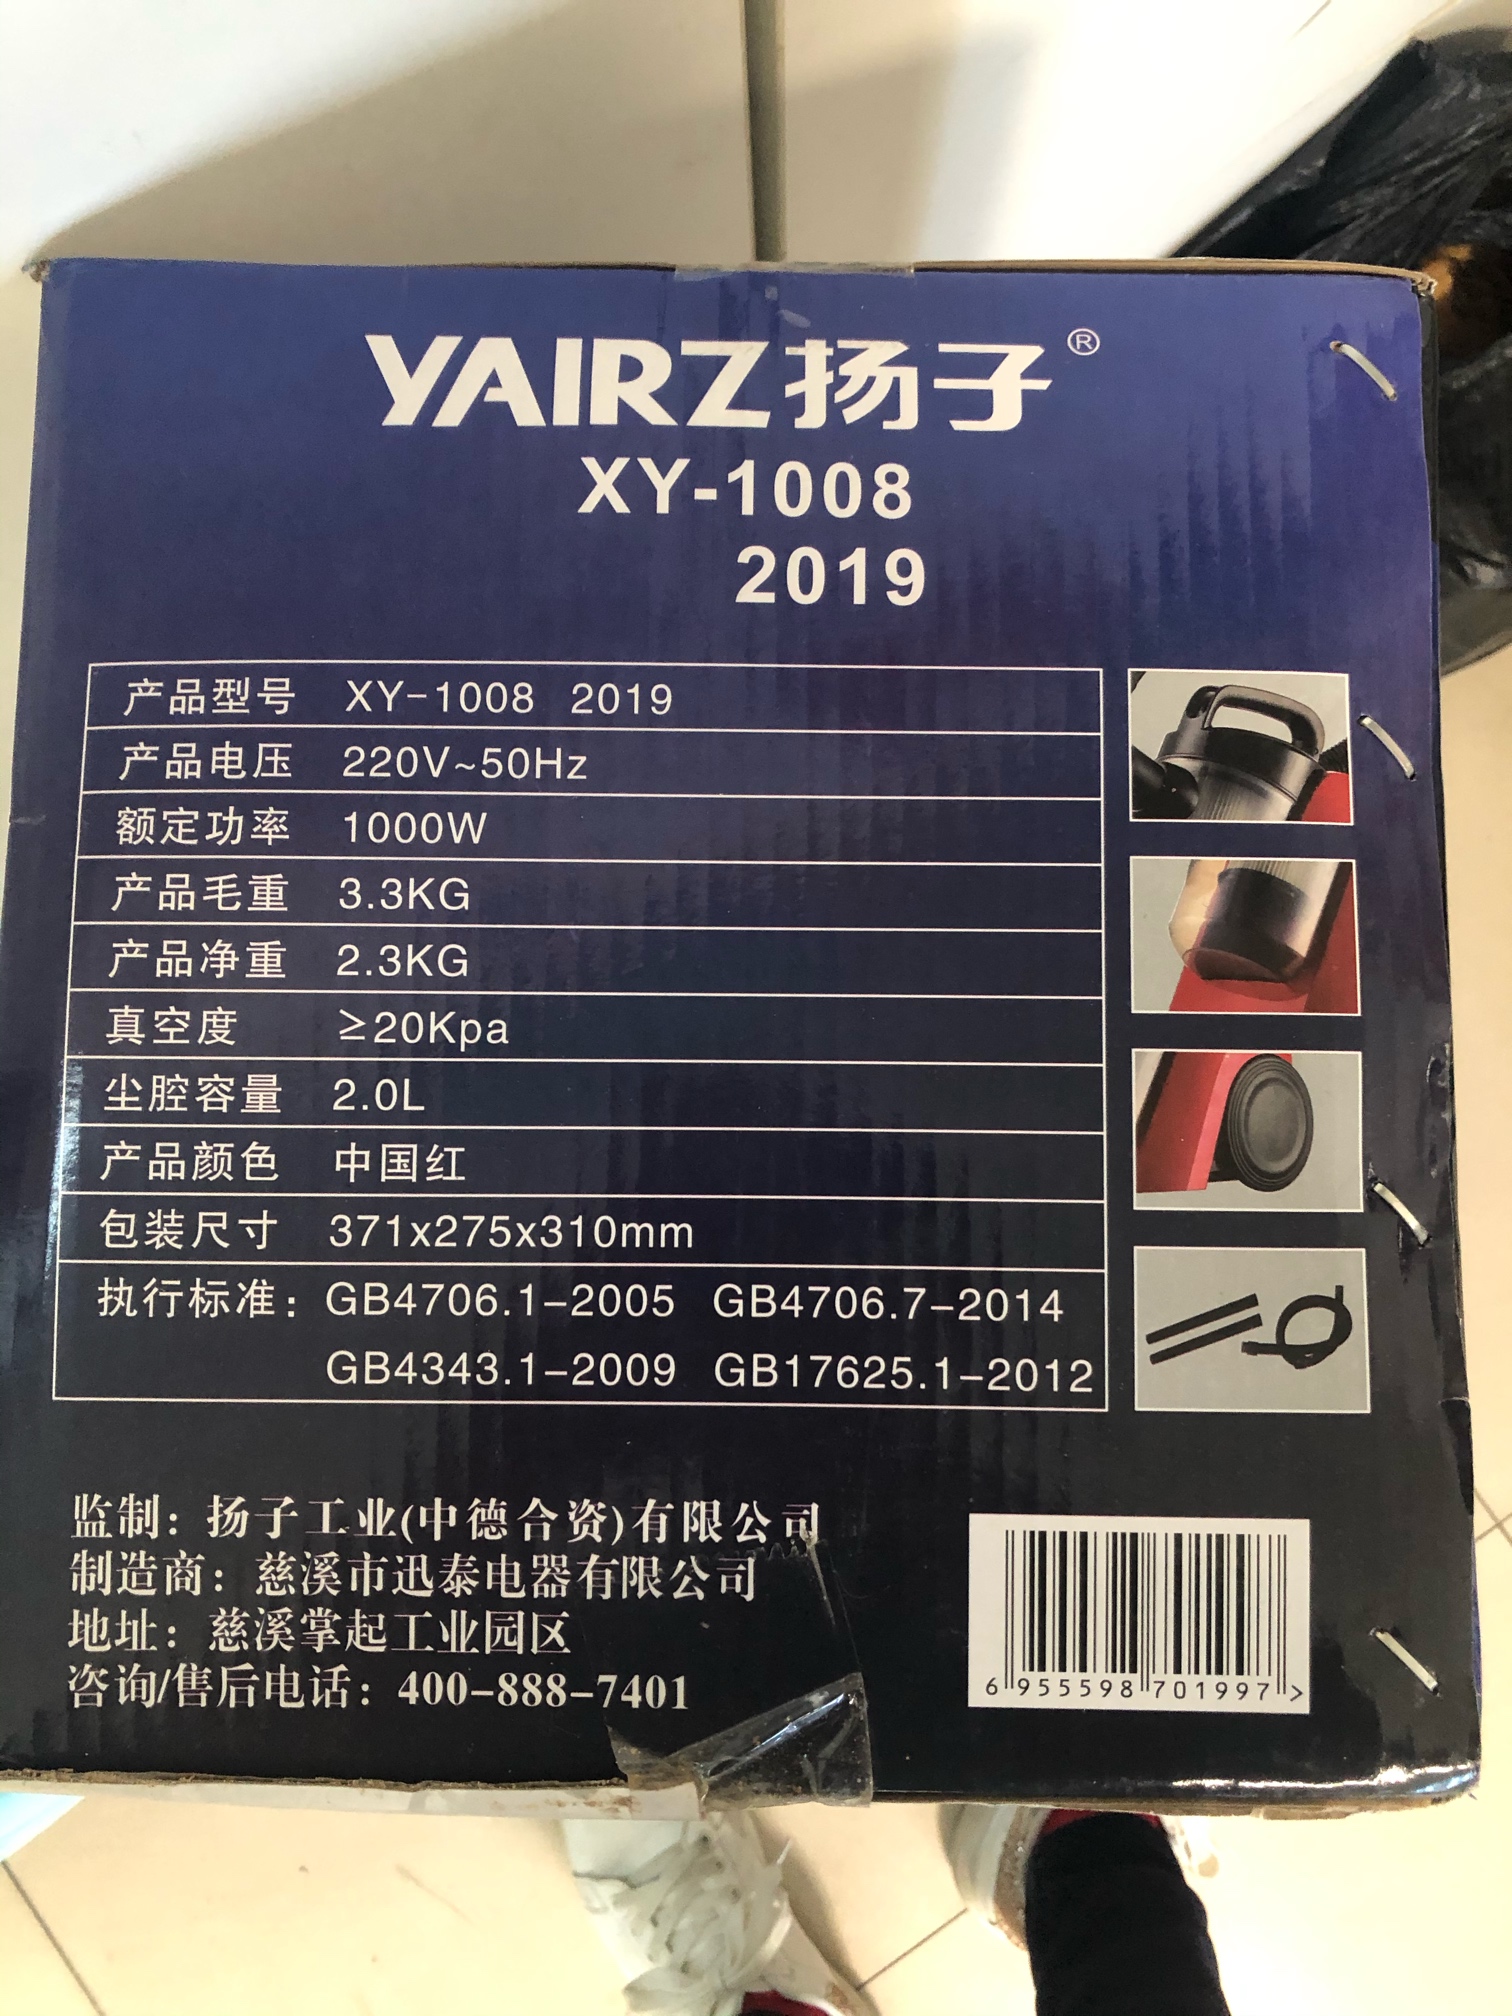 YAIRZ扬子®
XY-1008
2019
产品型号 XY-1008 2019
产品电压 220V~50Hz
额定功率 1000W
产品毛重 3.3KG
产品净重 2.3KG
真空度 ≥20Kpa
尘腔容量 2.0L
产品颜色 中国红
包装尺寸 371x275x310mm
执行标准：GB4706.1-2005 GB4706.7-2014
GB4343.1-2009 GB17625.1-2012
监制：扬子工业(中德合资)有限公司
制造商：慈溪市迅泰电器有限公司
地址：慈溪掌起工业园区
咨询/售后电话：400-888-7401
6 955598 701997 >